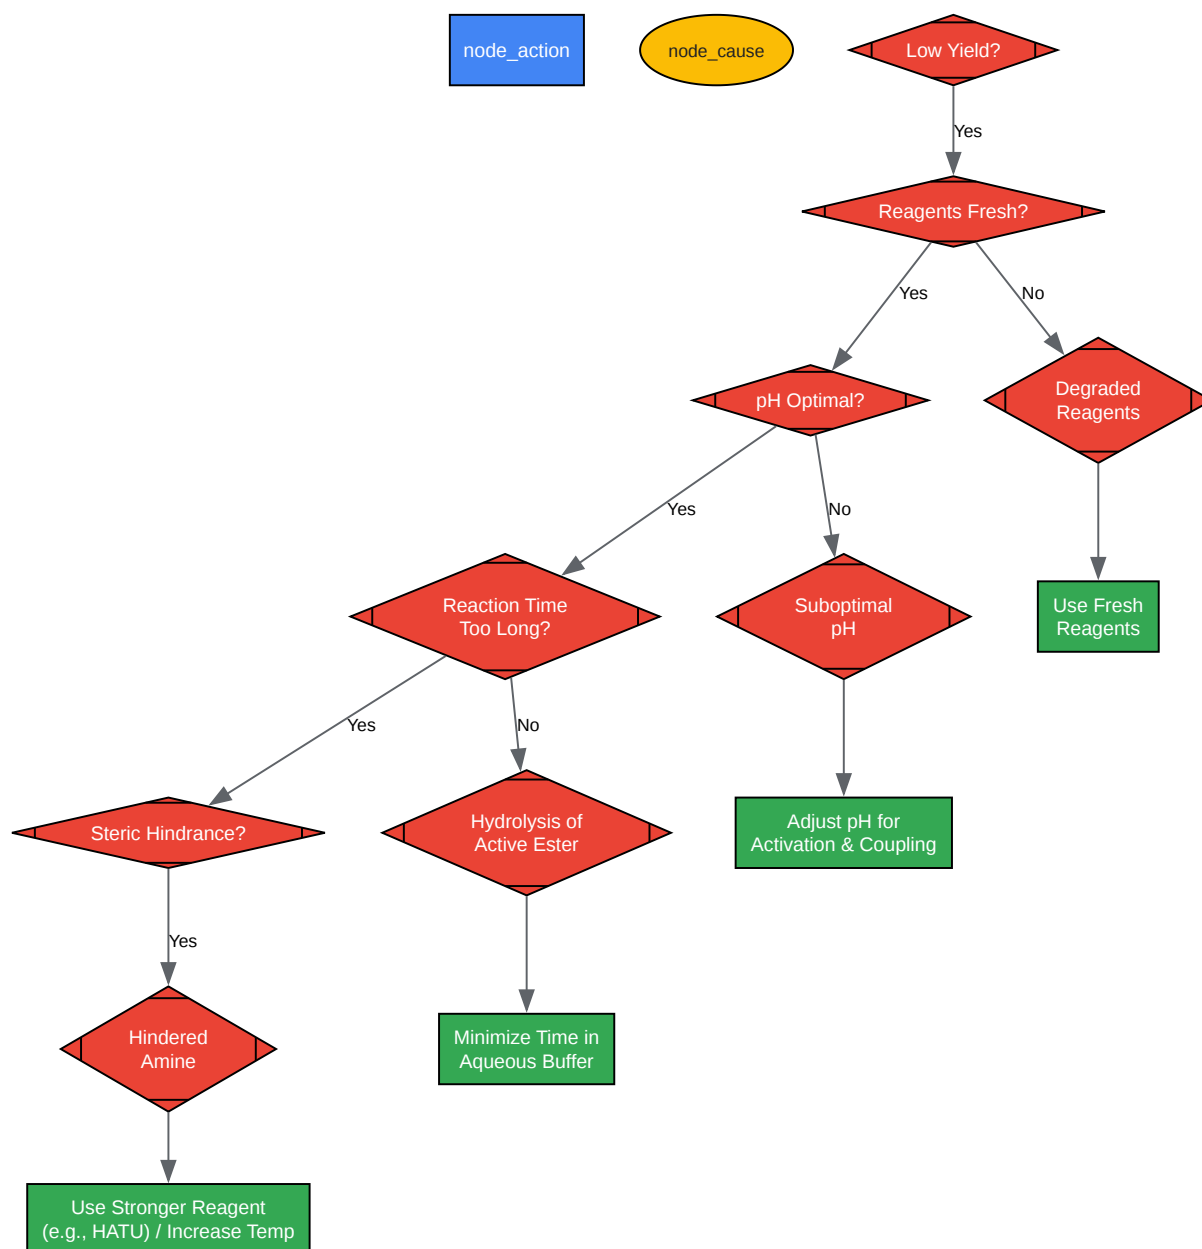 node_action
node_cause
Low Yield?
Yes
Reagents Fresh?
Yes
No
pH Optimal?
Degraded
Reagents
Yes
No
Reaction Time
Too Long?
Suboptimal
pH
Use Fresh
Reagents
Yes
No
Steric Hindrance?
Hydrolysis of
Active Ester
Adjust pH for
Activation & Coupling
Yes
Hindered
Amine
Minimize Time in
Aqueous Buffer
Use Stronger Reagent
(e.g., HATU) / Increase Temp